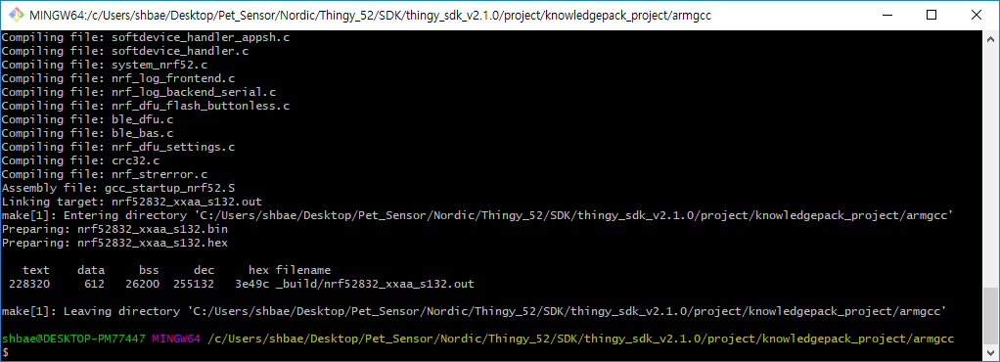 MINGW64:/c/Users/shbae/Desktop/Pet_Sensor/Nordic/Thingy_52/SDK/thingy_sdk_v2.1.0/project/knowledgepack_project/armgcc
Compiling file: softdevice_handler_appsh.c
Compiling file: softdevice_handler.c
Compiling file: system_nrf52.c
Compiling file: nrf_log_frontend.c
Compiling file: nrf_log_backend_serial.c
Compiling file: nrf_dfu_flash_buttonless.c
Compiling file: ble_dfu.c
Compiling file: ble_bas.c
Compiling file: nrf_dfu_settings.c
Compiling file: crc32.c
Compiling file: nrf_strerror.c
Assembly file: gcc_startup_nrf52.S
Linking target: nrf52832_xxaa_s132.out
make[1]: Entering directory 'C:/Users/shbae/Desktop/Pet_Sensor/Nordic/Thingy_52/SDK/thingy_sdk_v2.1.0/project/knowledgepack_project/armgcc'
Preparing: nrf52832_xxaa_s132.bin
Preparing: nrf52832_xxaa_s132.hex
text    data     bss     dec     hex filename
228320     612   26200  255132   3e49c _build/nrf52832_xxaa_s132.out
make[1]: Leaving directory 'C:/Users/shbae/Desktop/Pet_Sensor/Nordic/Thingy_52/SDK/thingy_sdk_v2.1.0/project/knowledgepack_project/armgcc'
shbae@DESKTOP-PM77447 MINGW64 /c/Users/shbae/Desktop/Pet_Sensor/Nordic/Thingy_52/SDK/thingy_sdk_v2.1.0/project/knowledgepack_project/armgcc
$